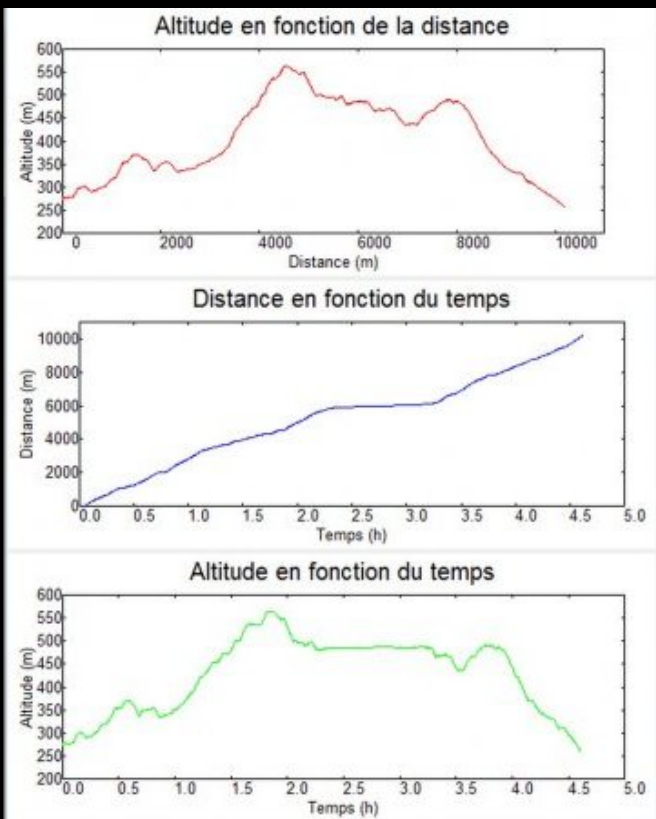 Altitude en fonction de la distance
Altitude (m)
600
550
500
450
400
350
300
250
200
0 2000 4000 6000 8000 10000
Distance (m)
Distance en fonction du temps
Distance (m)
10000
8000
6000
4000
2000
0
0.0 0.5 1.0 1.5 2.0 2.5 3.0 3.5 4.0 4.5 5.0
Temps (h)
Altitude en fonction du temps
Altitude (m)
600
550
500
450
400
350
300
250
200
0.0 0.5 1.0 1.5 2.0 2.5 3.0 3.5 4.0 4.5 5.0
Temps (h)